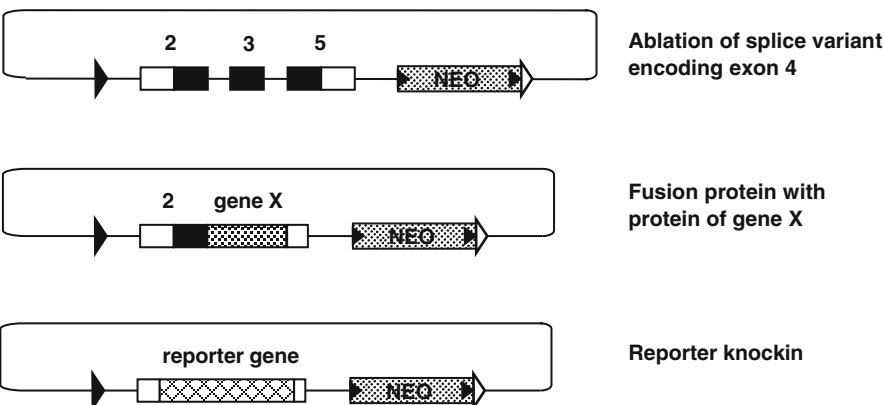 2 3 5
Ablation of splice variant
encoding exon 4
NEO
2 gene X
Fusion protein with
protein of gene X
NEO
reporter gene
Reporter knockin
NEO